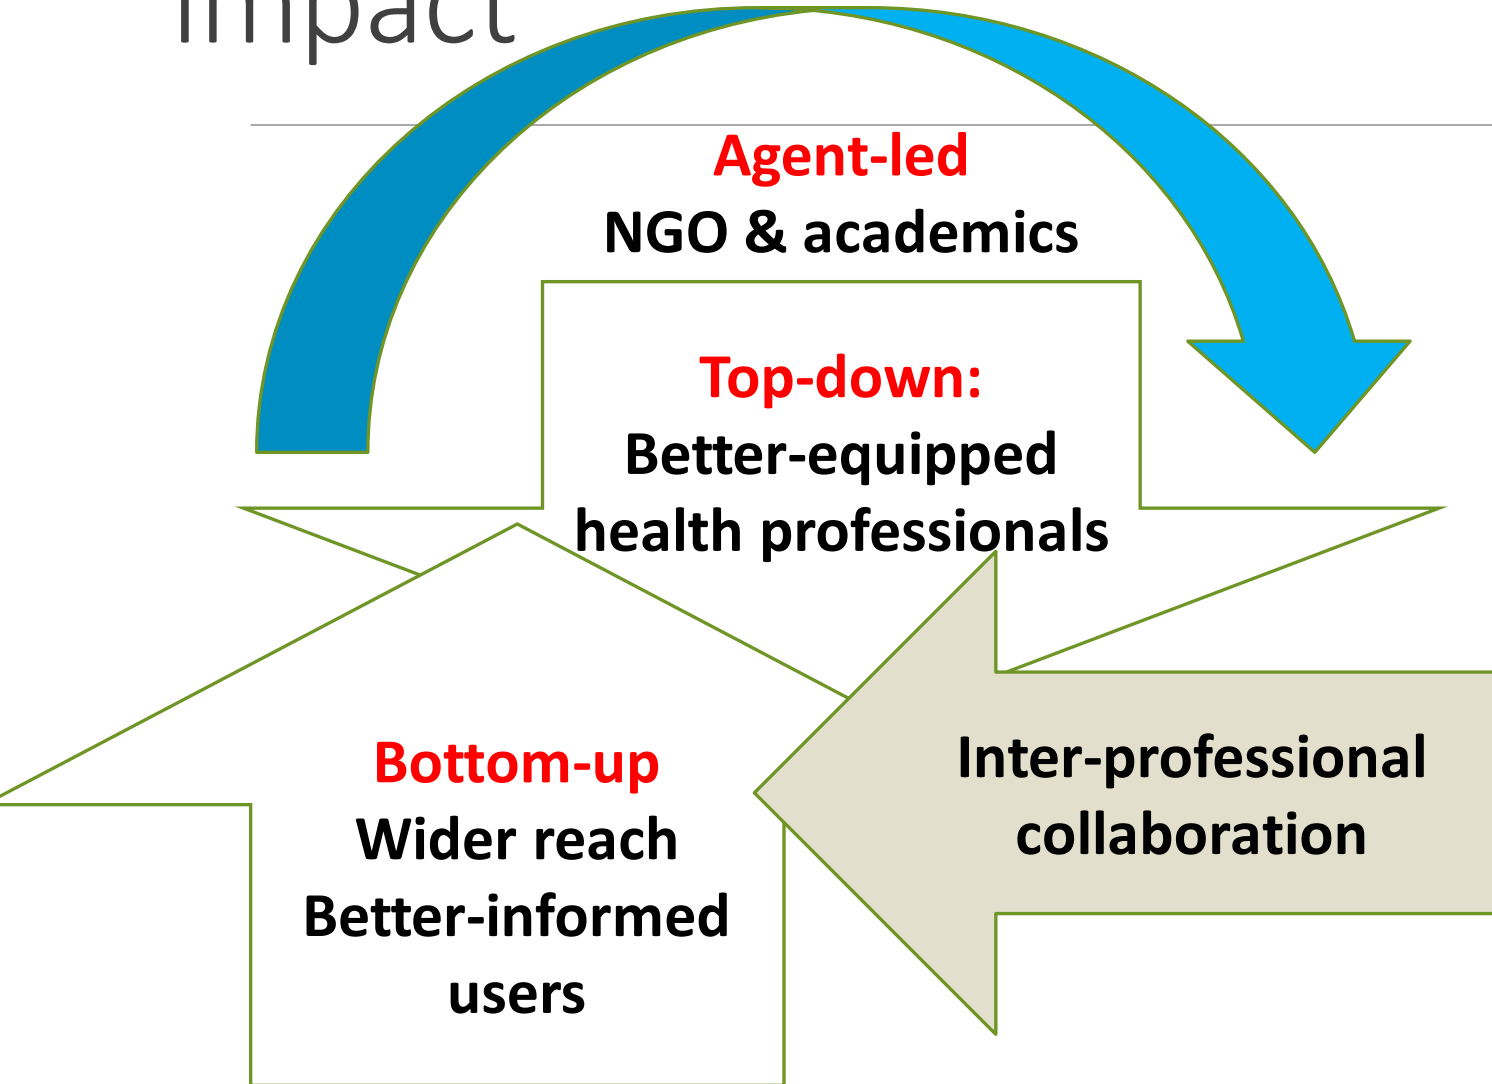 Impact
Agent-led
NGO & academics
Top-down:
Better-equipped
health professionals
Bottom-up
Wider reach
Better-informed
users
Inter-professional
collaboration